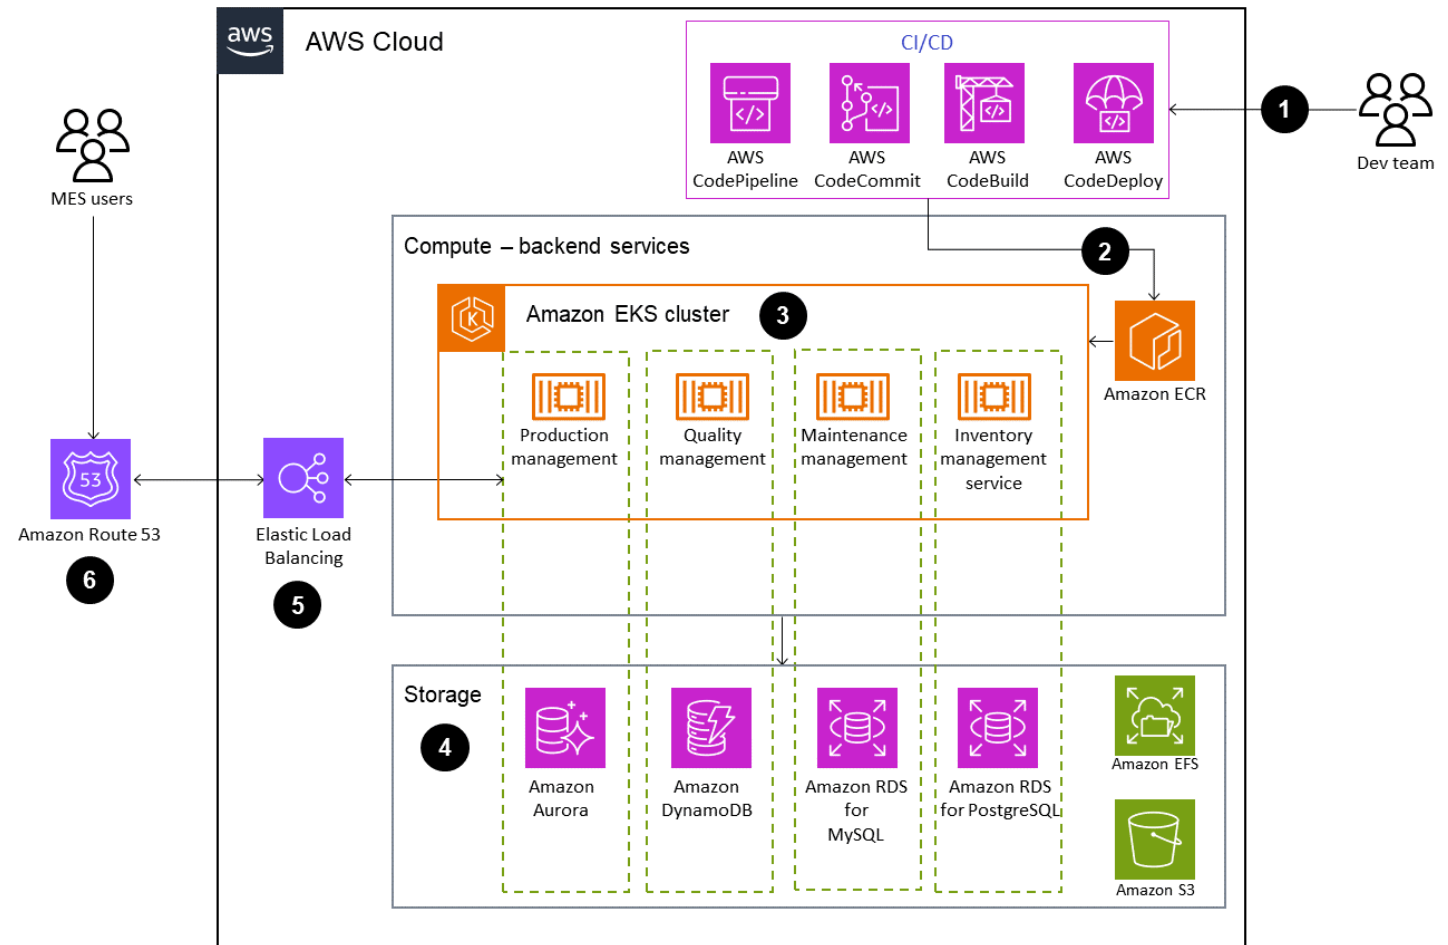 aws
AWS Cloud
CI/CD
AWS
CodePipeline
AWS
CodeCommit
AWS
CodeBuild
AWS
CodeDeploy
1
Dev team
MES users
Compute – backend services
2
Amazon EKS cluster
3
K
Amazon ECR
Production
management
Quality
management
Maintenance
management
Inventory
management
service
53
Amazon Route 53
6
Elastic Load
Balancing
5
Storage
4
Amazon
Aurora
Amazon
DynamoDB
Amazon RDS
for
MySQL
Amazon RDS
for PostgreSQL
Amazon EFS
Amazon S3